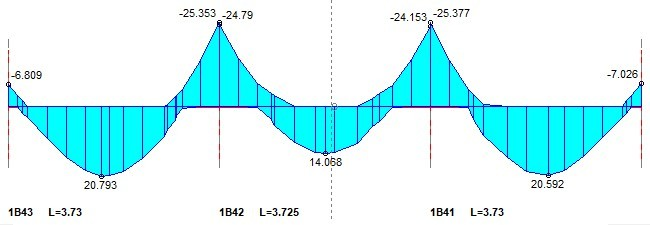 -25.353 -24.79
-24.153 -25.377
-6.809
-7.026
14.068
20.793
20.592
1B43 L=3.73
1B42 L=3.725
1B41 L=3.73